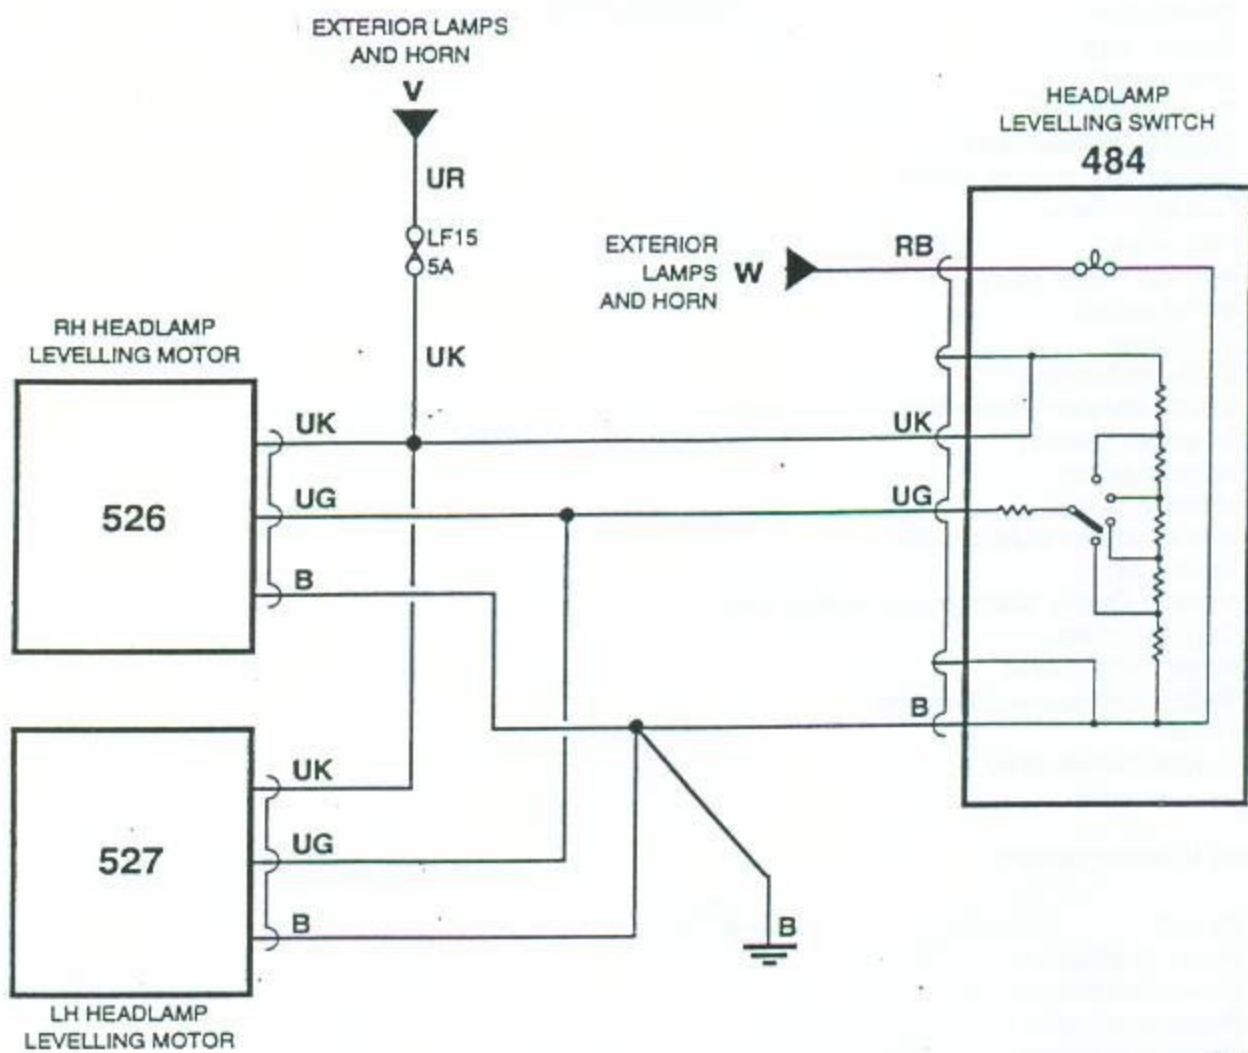 EXTERIOR LAMPS
AND HORN
V
UR
LF15
5A
UK
HEADLAMP
LEVELLING SWITCH
484
EXTERIOR
LAMPS
AND HORN
W
RB
RH HEADLAMP
LEVELLING MOTOR
526
UK
UG
B
UK
UG
B
527
UK
UG
B
B
LH HEADLAMP
LEVELLING MOTOR